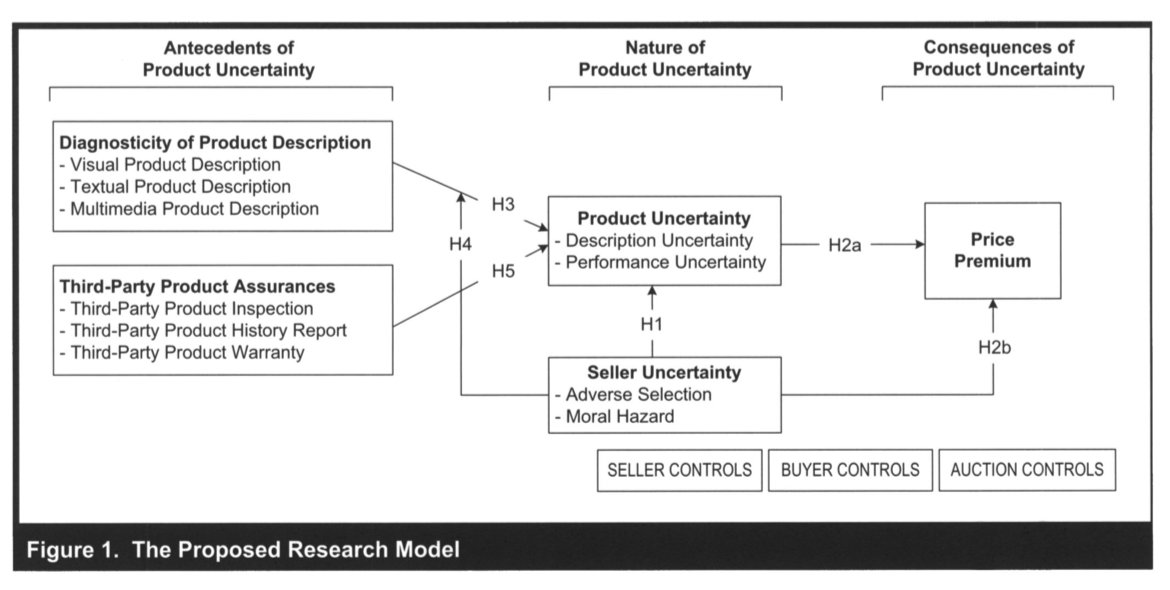 Antecedents of
Product Uncertainty
Nature of
Product Uncertainty
Consequences of
Product Uncertainty
Diagnosticity of Product Description
- Visual Product Description
- Textual Product Description
- Multimedia Product Description
H3
H4
H5
Third-Party Product Assurances
- Third-Party Product Inspection
- Third-Party Product History Report
- Third-Party Product Warranty
Product Uncertainty
- Description Uncertainty
- Performance Uncertainty
H2a
Price
Premium
H1
H2b
Seller Uncertainty
- Adverse Selection
- Moral Hazard
SELLER CONTROLS
BUYER CONTROLS
AUCTION CONTROLS
Figure 1. The Proposed Research Model